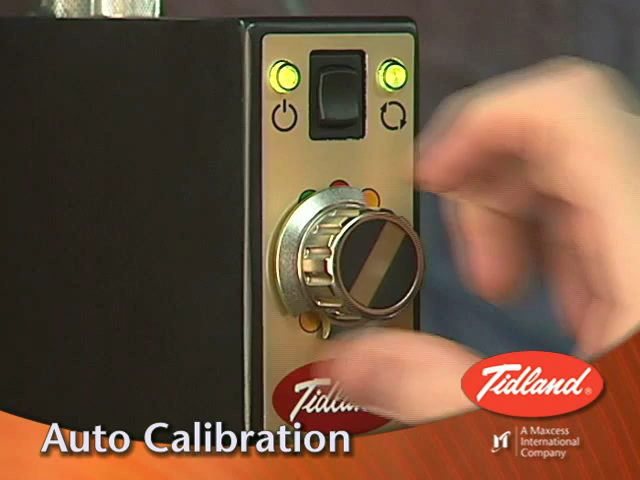 Tidland
Auto Calibration
Tidland®
A Maxcess
International
Company